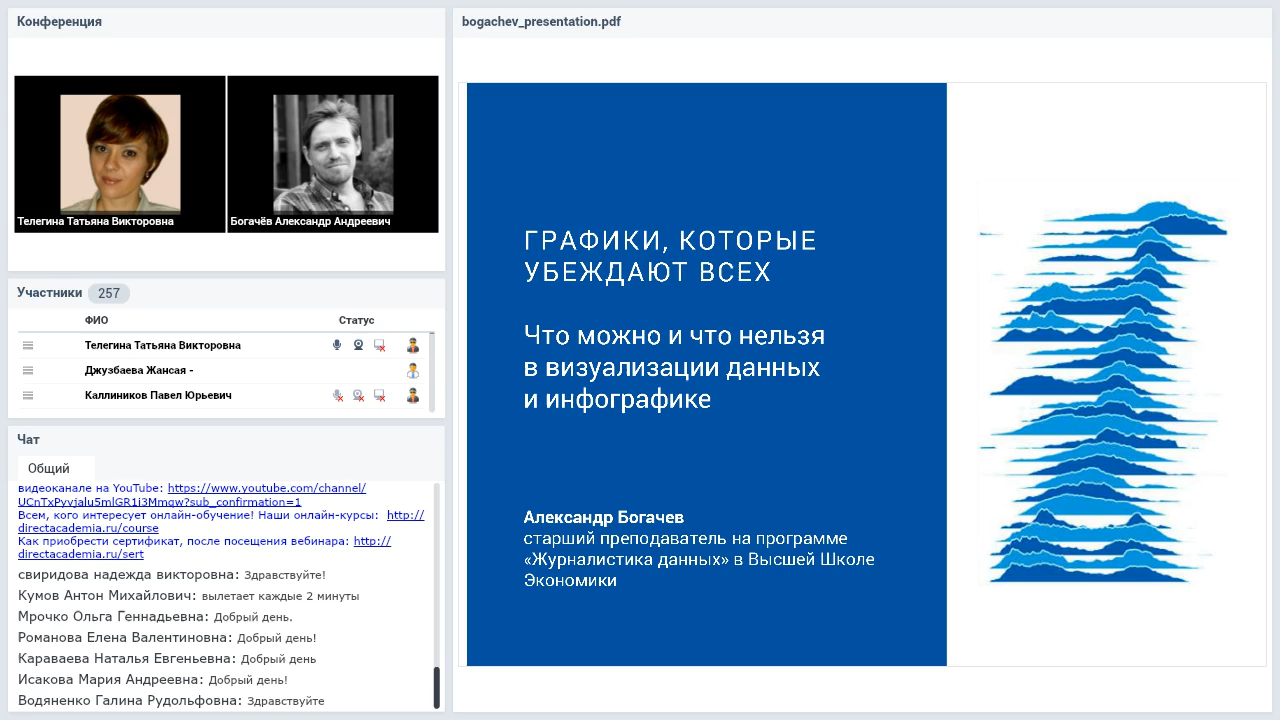 Конференция
Телегина Татьяна Викторовна
Богачёв Александр Андреевич
Участники 257
ФИО Статус
Телегина Татьяна Викторовна
Джузбаева Жансая -
Каллиников Павел Юрьевич
Чат
Общий
видеоканале на YouTube: https://www.youtube.com/channel/
UCnTxPyvjalu5mlGR1i3Mmqw?sub_confirmation=1
Всем, кого интересует онлайн-обучение! Наши онлайн-курсы: http://
directacademia.ru/course
Как приобрести сертификат, после посещения вебинара: http://
directacademia.ru/sert
свиридова надежда викторовна: Здравствуйте!
Кумов Антон Михайлович: вылетает каждые 2 минуты
Мрочко Ольга Геннадьевна: Добрый день.
Романова Елена Валентиновна: Добрый день!
Караваева Наталья Евгеньевна: Добрый день
Исакова Мария Андреевна: Добрый день!
Водяненко Галина Рудольфовна: Здравствуйте
bogachev_presentation.pdf
ГРАФИКИ, КОТОРЫЕ
УБЕЖДАЮТ ВСЕХ
Что можно и что нельзя
в визуализации данных
и инфографике
Александр Богачев
старший преподаватель на программе
«Журналистика данных» в Высшей Школе
Экономики